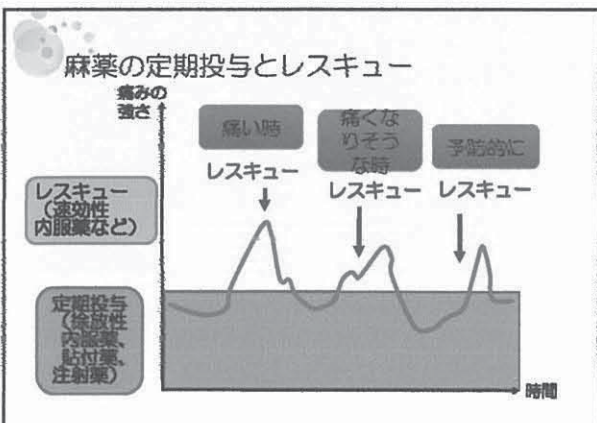 麻薬の定期投与とレスキュー
痛みの
強さ
痛い時
痛くな
りそう
な時
予防的に
レスキュー
レスキュー
レスキュー
レスキュー
（速効性
内服薬など）
定期投与
（徐放性
内服薬、
貼付薬、
注射薬）
時間